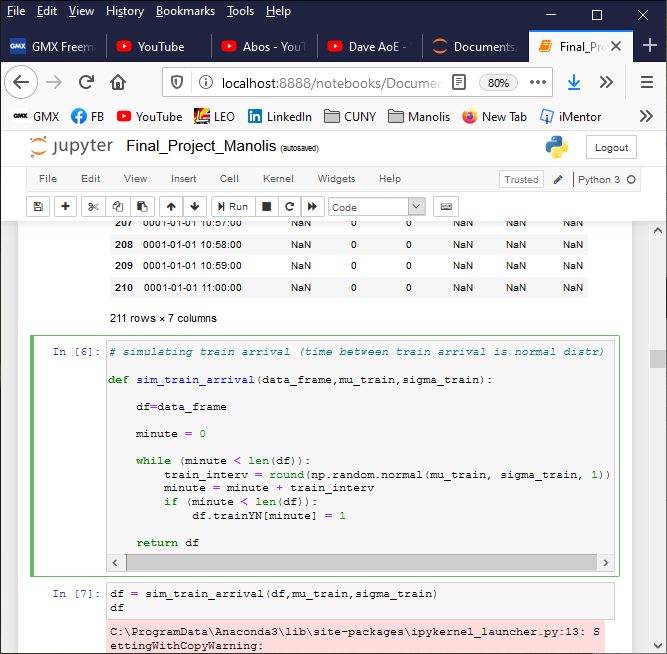 File Edit View History Bookmarks Tools Help
GMX GMX Freem YouTube Abos - You Dave AoE - Documents, Final_Pro
localhost:8888/notebooks/Documen 80%
GMX GMX FB YouTube LEO LinkedIn CUNY Manolis New Tab iMentor
jupyter Final_Project_Manolis (autosaved) Logout
File Edit View Insert Cell Kernel Widgets Help Trusted Python 3
Run Code
207 0001-01-01 10:57:00 NaN 0 0 NaN NaN NaN
208 0001-01-01 10:58:00 NaN 0 0 NaN NaN NaN
209 0001-01-01 10:59:00 NaN 0 0 NaN NaN NaN
210 0001-01-01 11:00:00 NaN 0 0 NaN NaN NaN
211 rows × 7 columns
In [6]: # simulating train arrival (time between train arrival is normal distr)
def sim_train_arrival(data_frame,mu_train,sigma_train):
df=data_frame
minute = 0
while (minute < len(df)):
train_interv = round(np.random.normal(mu_train, sigma_train, 1))
minute = minute + train_interv
if (minute < len(df)):
df.trainYN[minute] = 1
return df
In [7]: df = sim_train_arrival(df,mu_train,sigma_train)
df
C:\ProgramData\Anaconda3\lib\site-packages\ipykernel_launcher.py:13: S
ettingWithCopyWarning: